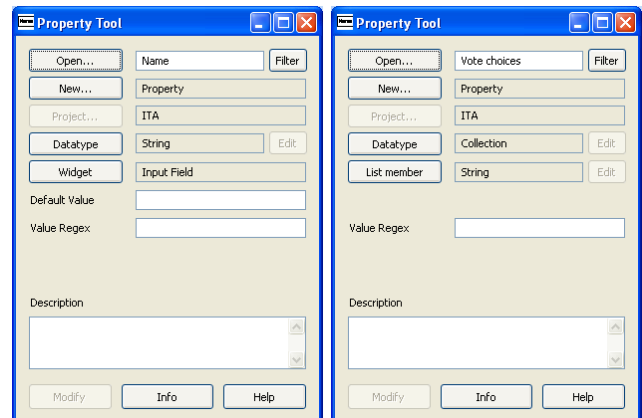 Property Tool
Open... Name Filter
New... Property
Project... ITA
Datatype String Edit
Widget Input Field
Default Value
Value Regex
Description
Modify Info Help
Property Tool
Open... Vote choices Filter
New... Property
Project... ITA
Datatype Collection Edit
List member String Edit
Value Regex
Description
Modify Info Help